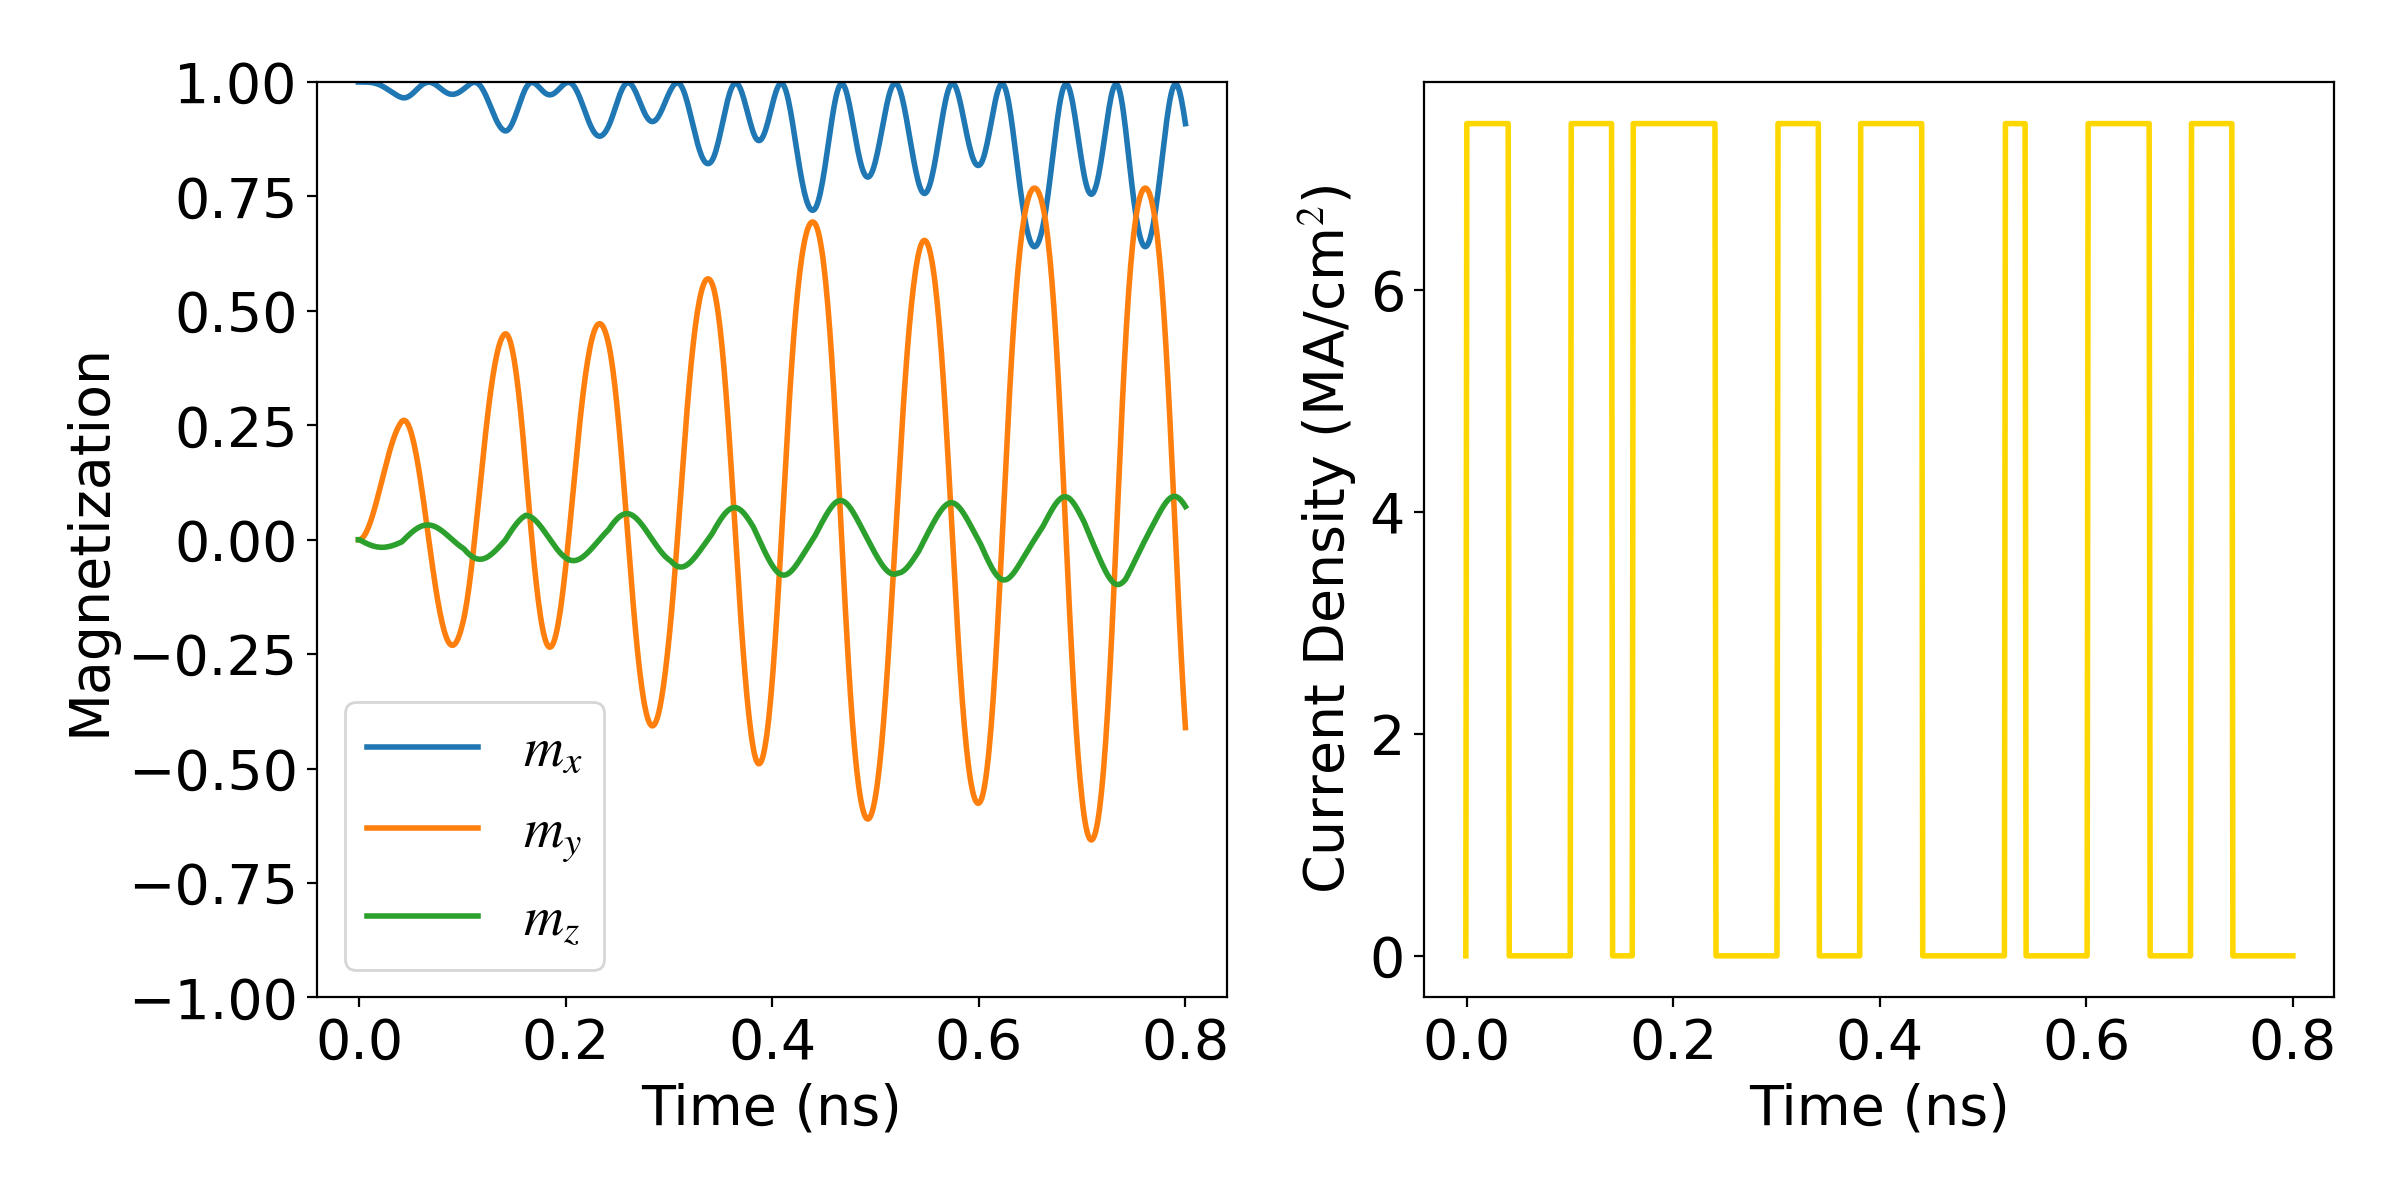 Magnetization
1.00
0.75
0.50
0.25
0.00
−0.25
−0.50
−0.75
−1.00
m_x
m_y
m_z
0.0 0.2 0.4 0.6 0.8
Time (ns)
Current Density (MA/cm²)
6
4
2
0
0.0 0.2 0.4 0.6 0.8
Time (ns)